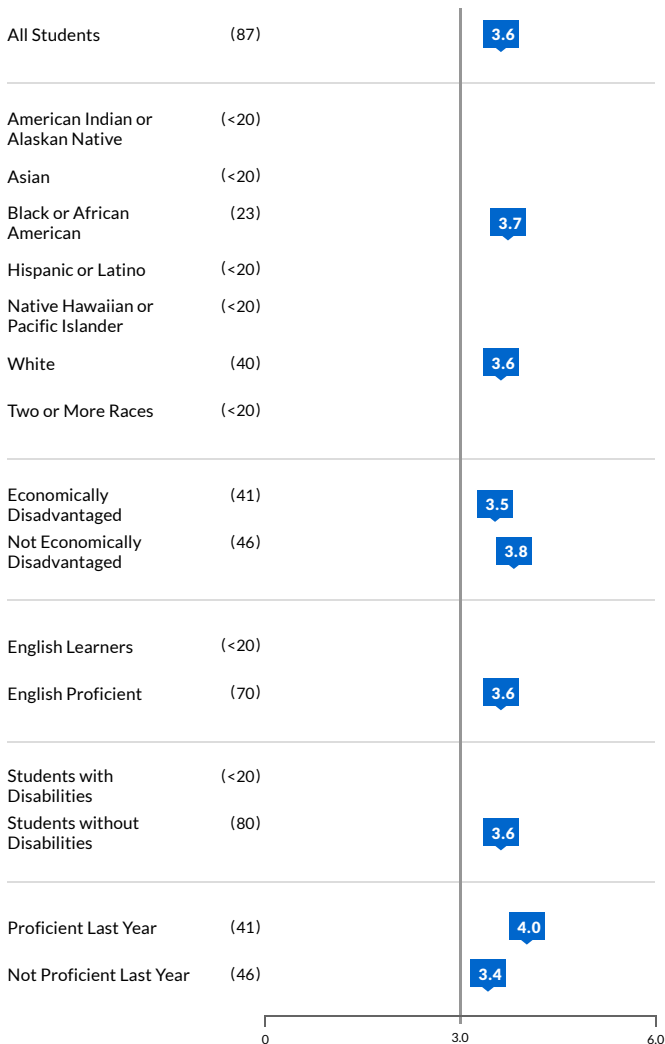 All Students (87) 3.6
American Indian or (<20)
Alaskan Native
Asian (<20)
Black or African (23) 3.7
American
Hispanic or Latino (<20)
Native Hawaiian or (<20)
Pacific Islander
White (40) 3.6
Two or More Races (<20)
Economically (41) 3.5
Disadvantaged
Not Economically (46) 3.8
Disadvantaged
English Learners (<20)
English Proficient (70) 3.6
Students with (<20)
Disabilities
Students without (80) 3.6
Disabilities
Proficient Last Year (41) 4.0
Not Proficient Last Year (46) 3.4
0 3.0 6.0